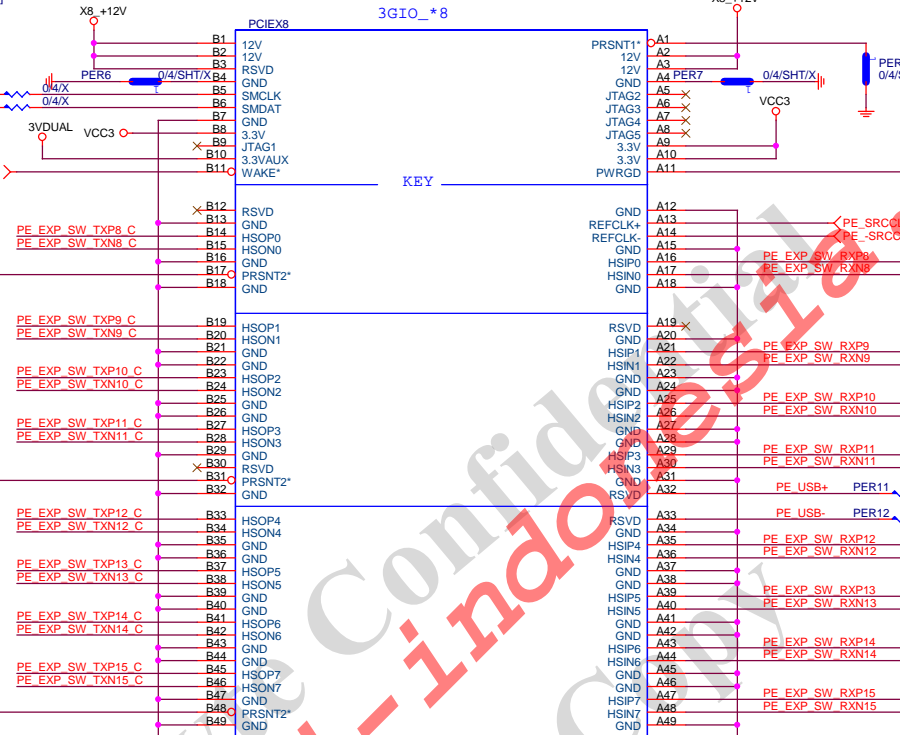 3GIO_*8
X8_+12V
PCIEX8
B1 12V PRSNT1* A1
B2 12V 12V A2
B3 RSVD 12V A3
PER6 0/4/SHT/X B4 GND GND A4 PER7 0/4/SHT/X
0/4/X B5 SMCLK JTAG2 A5
0/4/X B6 SMDAT JTAG3 A6
B7 GND JTAG4 A7 VCC3
3VDUAL VCC3 B8 3.3V JTAG5 A8
B9 JTAG1 3.3V A9
B10 3.3VAUX 3.3V A10
B11 WAKE* PWRGD A11
KEY
B12 RSVD GND A12
B13 GND REFCLK+ A13
PE_EXP_SW_TXP8_C B14 HSOP0 REFCLK- A14
PE_EXP_SW_TXN8_C B15 HSON0 GND A15
B16 GND HSIP0 A16 PE_EXP_SW_RXP8
B17 PRSNT2* HSIN0 A17 PE_EXP_SW_RXN8
B18 GND GND A18
PE_EXP_SW_TXP9_C B19 HSOP1 RSVD A19
PE_EXP_SW_TXN9_C B20 HSON1 GND A20
B21 GND HSIP1 A21 PE_EXP_SW_RXP9
B22 GND HSIN1 A22 PE_EXP_SW_RXN9
PE_EXP_SW_TXP10_C B23 HSOP2 GND A23
PE_EXP_SW_TXN10_C B24 HSON2 GND A24
B25 GND HSIP2 A25 PE_EXP_SW_RXP10
B26 GND HSIN2 A26 PE_EXP_SW_RXN10
PE_EXP_SW_TXP11_C B27 HSOP3 GND A27
PE_EXP_SW_TXN11_C B28 HSON3 GND A28
B29 GND HSIP3 A29 PE_EXP_SW_RXP11
B30 RSVD HSIN3 A30 PE_EXP_SW_RXN11
B31 PRSNT2* GND A31
B32 GND RSVD A32 PE_USB+ PER11
PE_EXP_SW_TXP12_C B33 HSOP4 RSVD A33 PE_USB- PER12
PE_EXP_SW_TXN12_C B34 HSON4 GND A34
B35 GND HSIP4 A35 PE_EXP_SW_RXP12
B36 GND HSIN4 A36 PE_EXP_SW_RXN12
PE_EXP_SW_TXP13_C B37 HSOP5 GND A37
PE_EXP_SW_TXN13_C B38 HSON5 GND A38
B39 GND HSIP5 A39 PE_EXP_SW_RXP13
B40 GND HSIN5 A40 PE_EXP_SW_RXN13
PE_EXP_SW_TXP14_C B41 HSOP6 GND A41
PE_EXP_SW_TXN14_C B42 HSON6 GND A42
B43 GND HSIP6 A43 PE_EXP_SW_RXP14
B44 GND HSIN6 A44 PE_EXP_SW_RXN14
PE_EXP_SW_TXP15_C B45 HSOP7 GND A45
PE_EXP_SW_TXN15_C B46 HSON7 GND A46
B47 GND HSIP7 A47 PE_EXP_SW_RXP15
B48 PRSNT2* HSIN7 A48 PE_EXP_SW_RXN15
B49 GND GND A49
Confidential
-indonesia
Copy